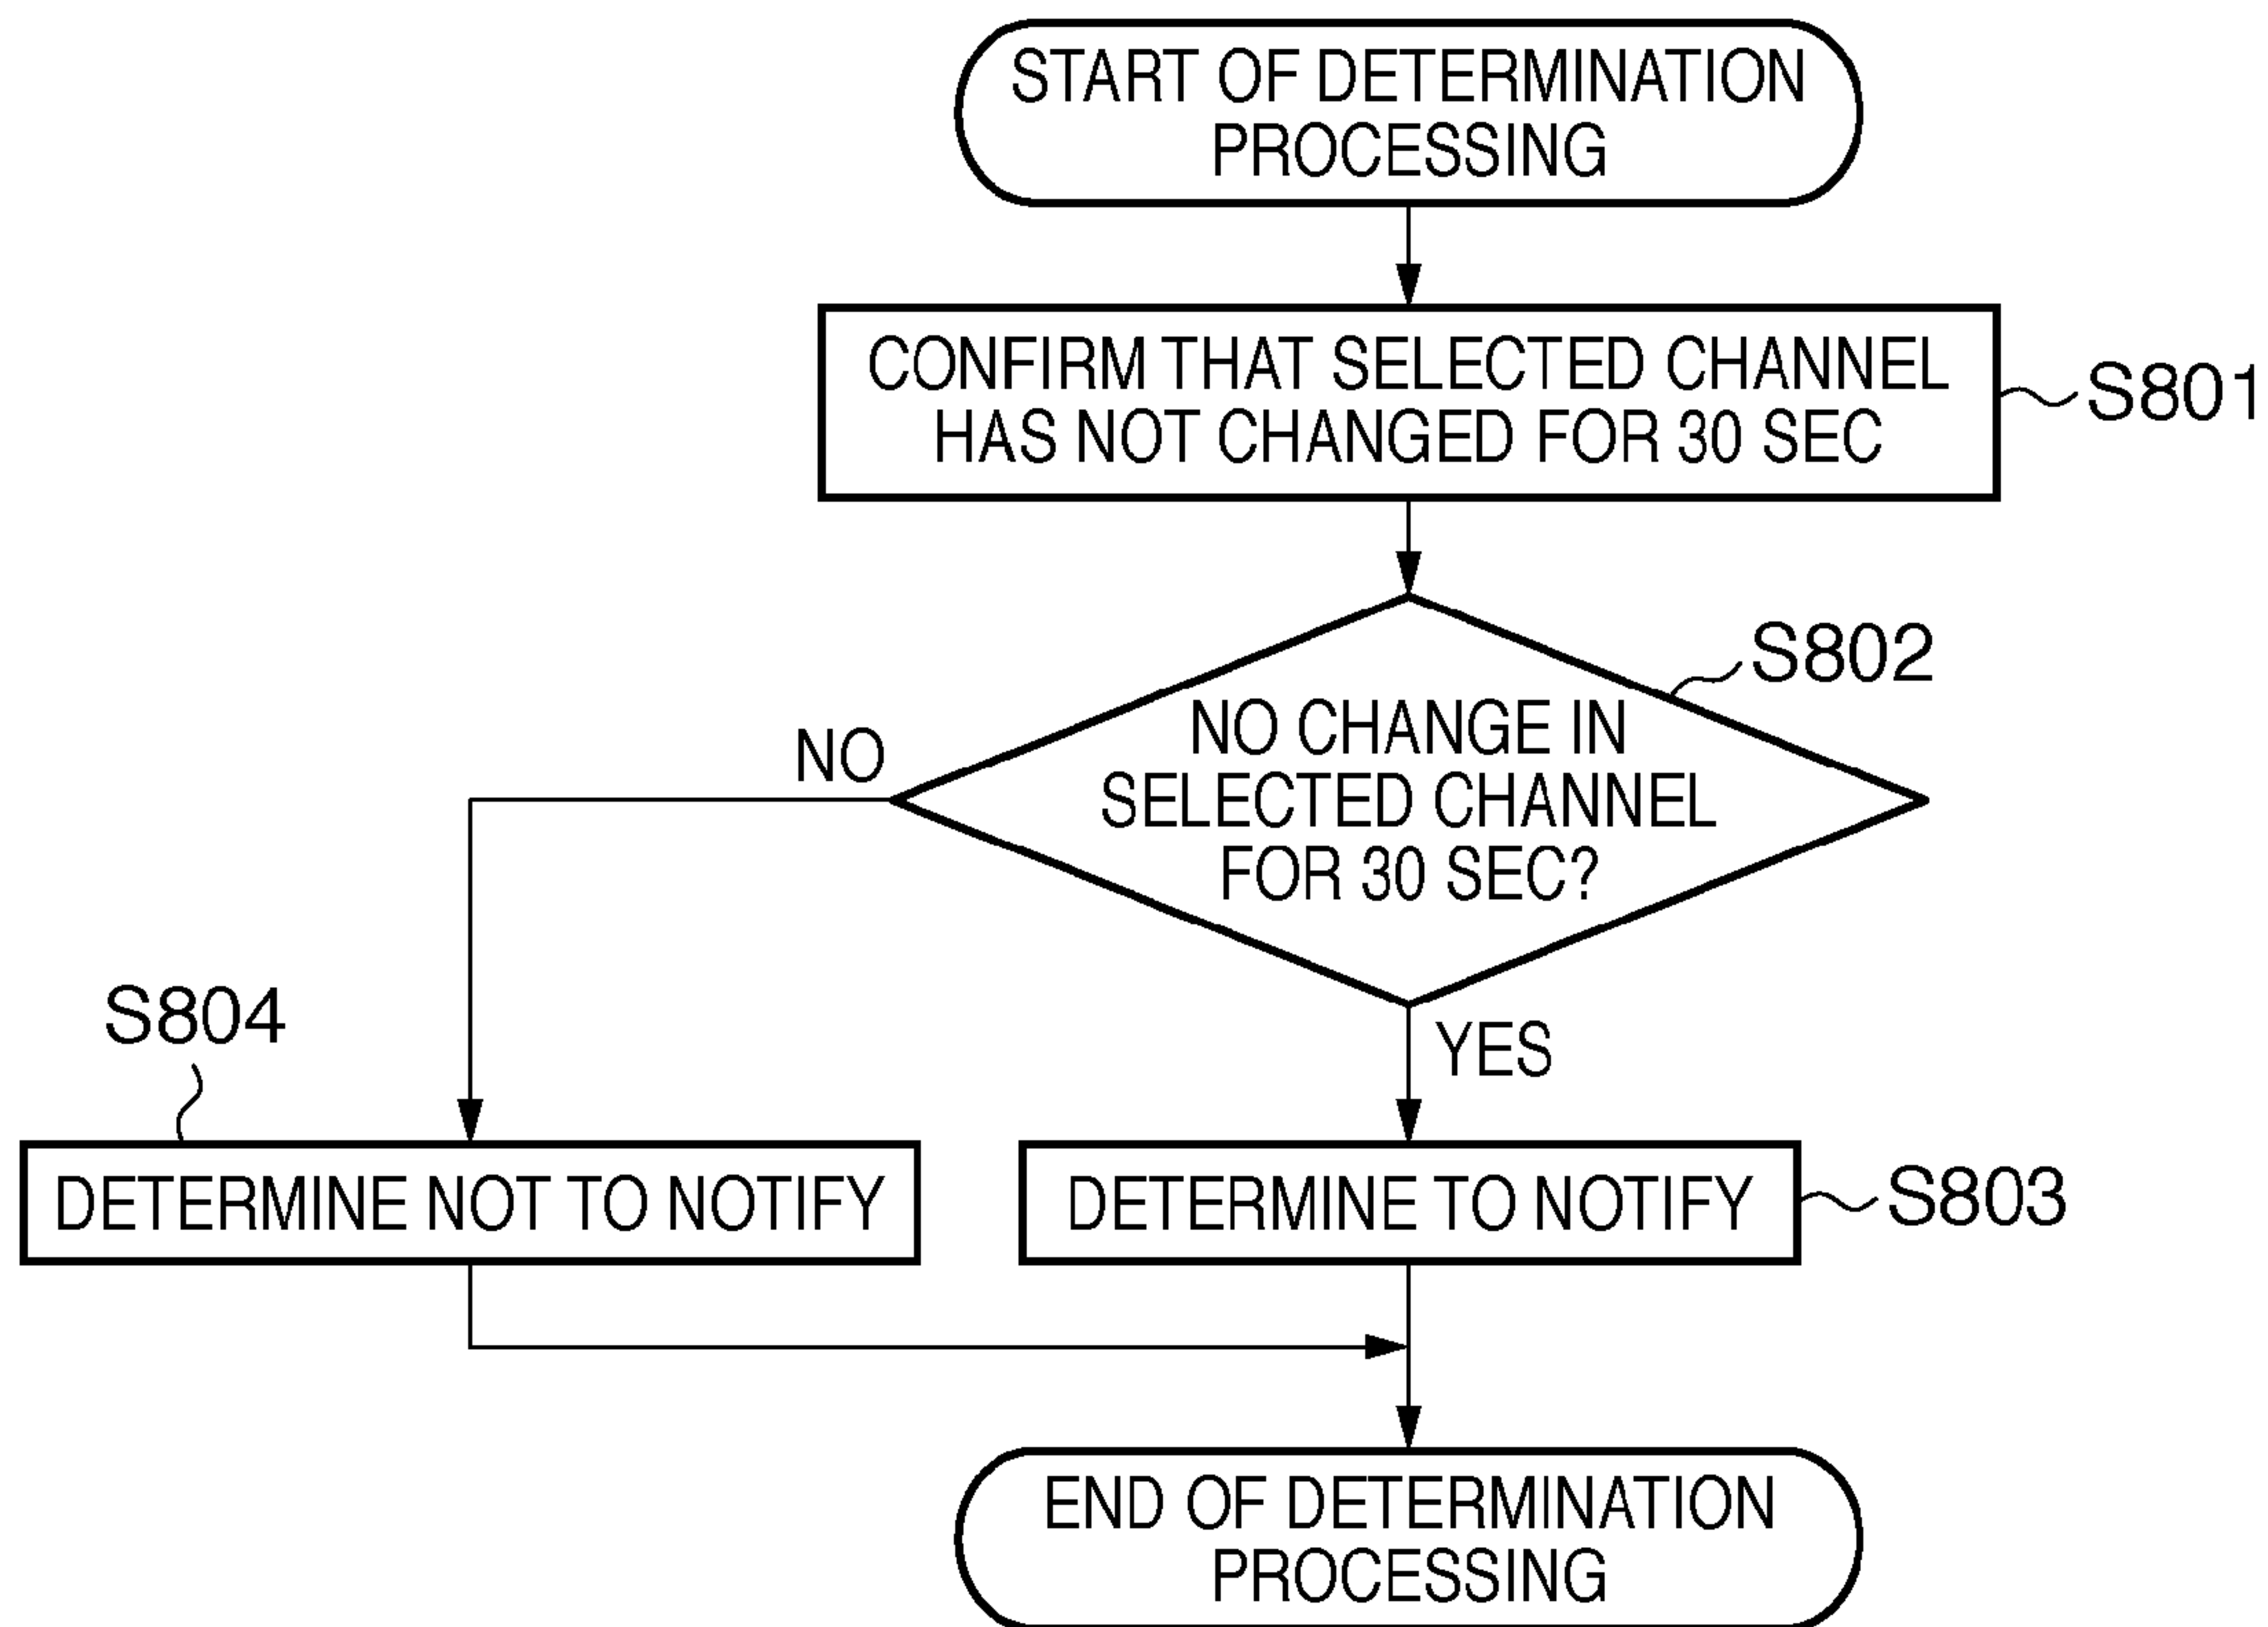 START OF DETERMINATION
PROCESSING
CONFIRM THAT SELECTED CHANNEL
HAS NOT CHANGED FOR 30 SEC
S801
S802
NO CHANGE IN
SELECTED CHANNEL
FOR 30 SEC?
NO
YES
S804
DETERMINE NOT TO NOTIFY
DETERMINE TO NOTIFY
S803
END OF DETERMINATION
PROCESSING